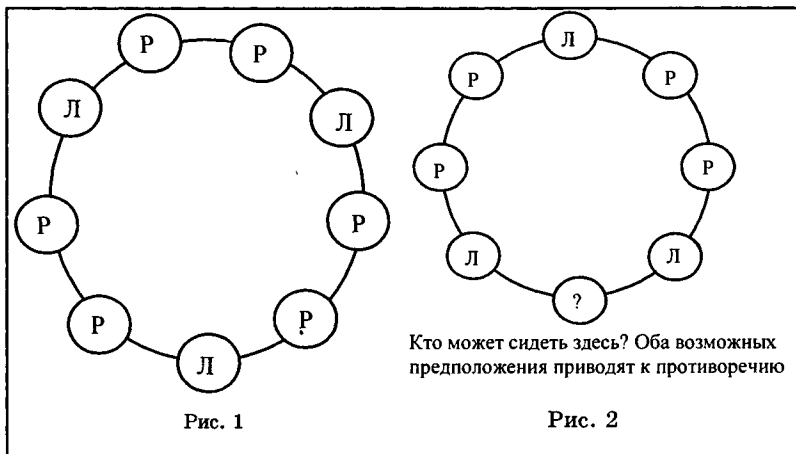 Р Р
Л Л
Р Р
Р Р
Л
Рис. 1
Л
Р Р
Р Р
Л Л
?
Кто может сидеть здесь? Оба возможных
предположения приводят к противоречию
Рис. 2